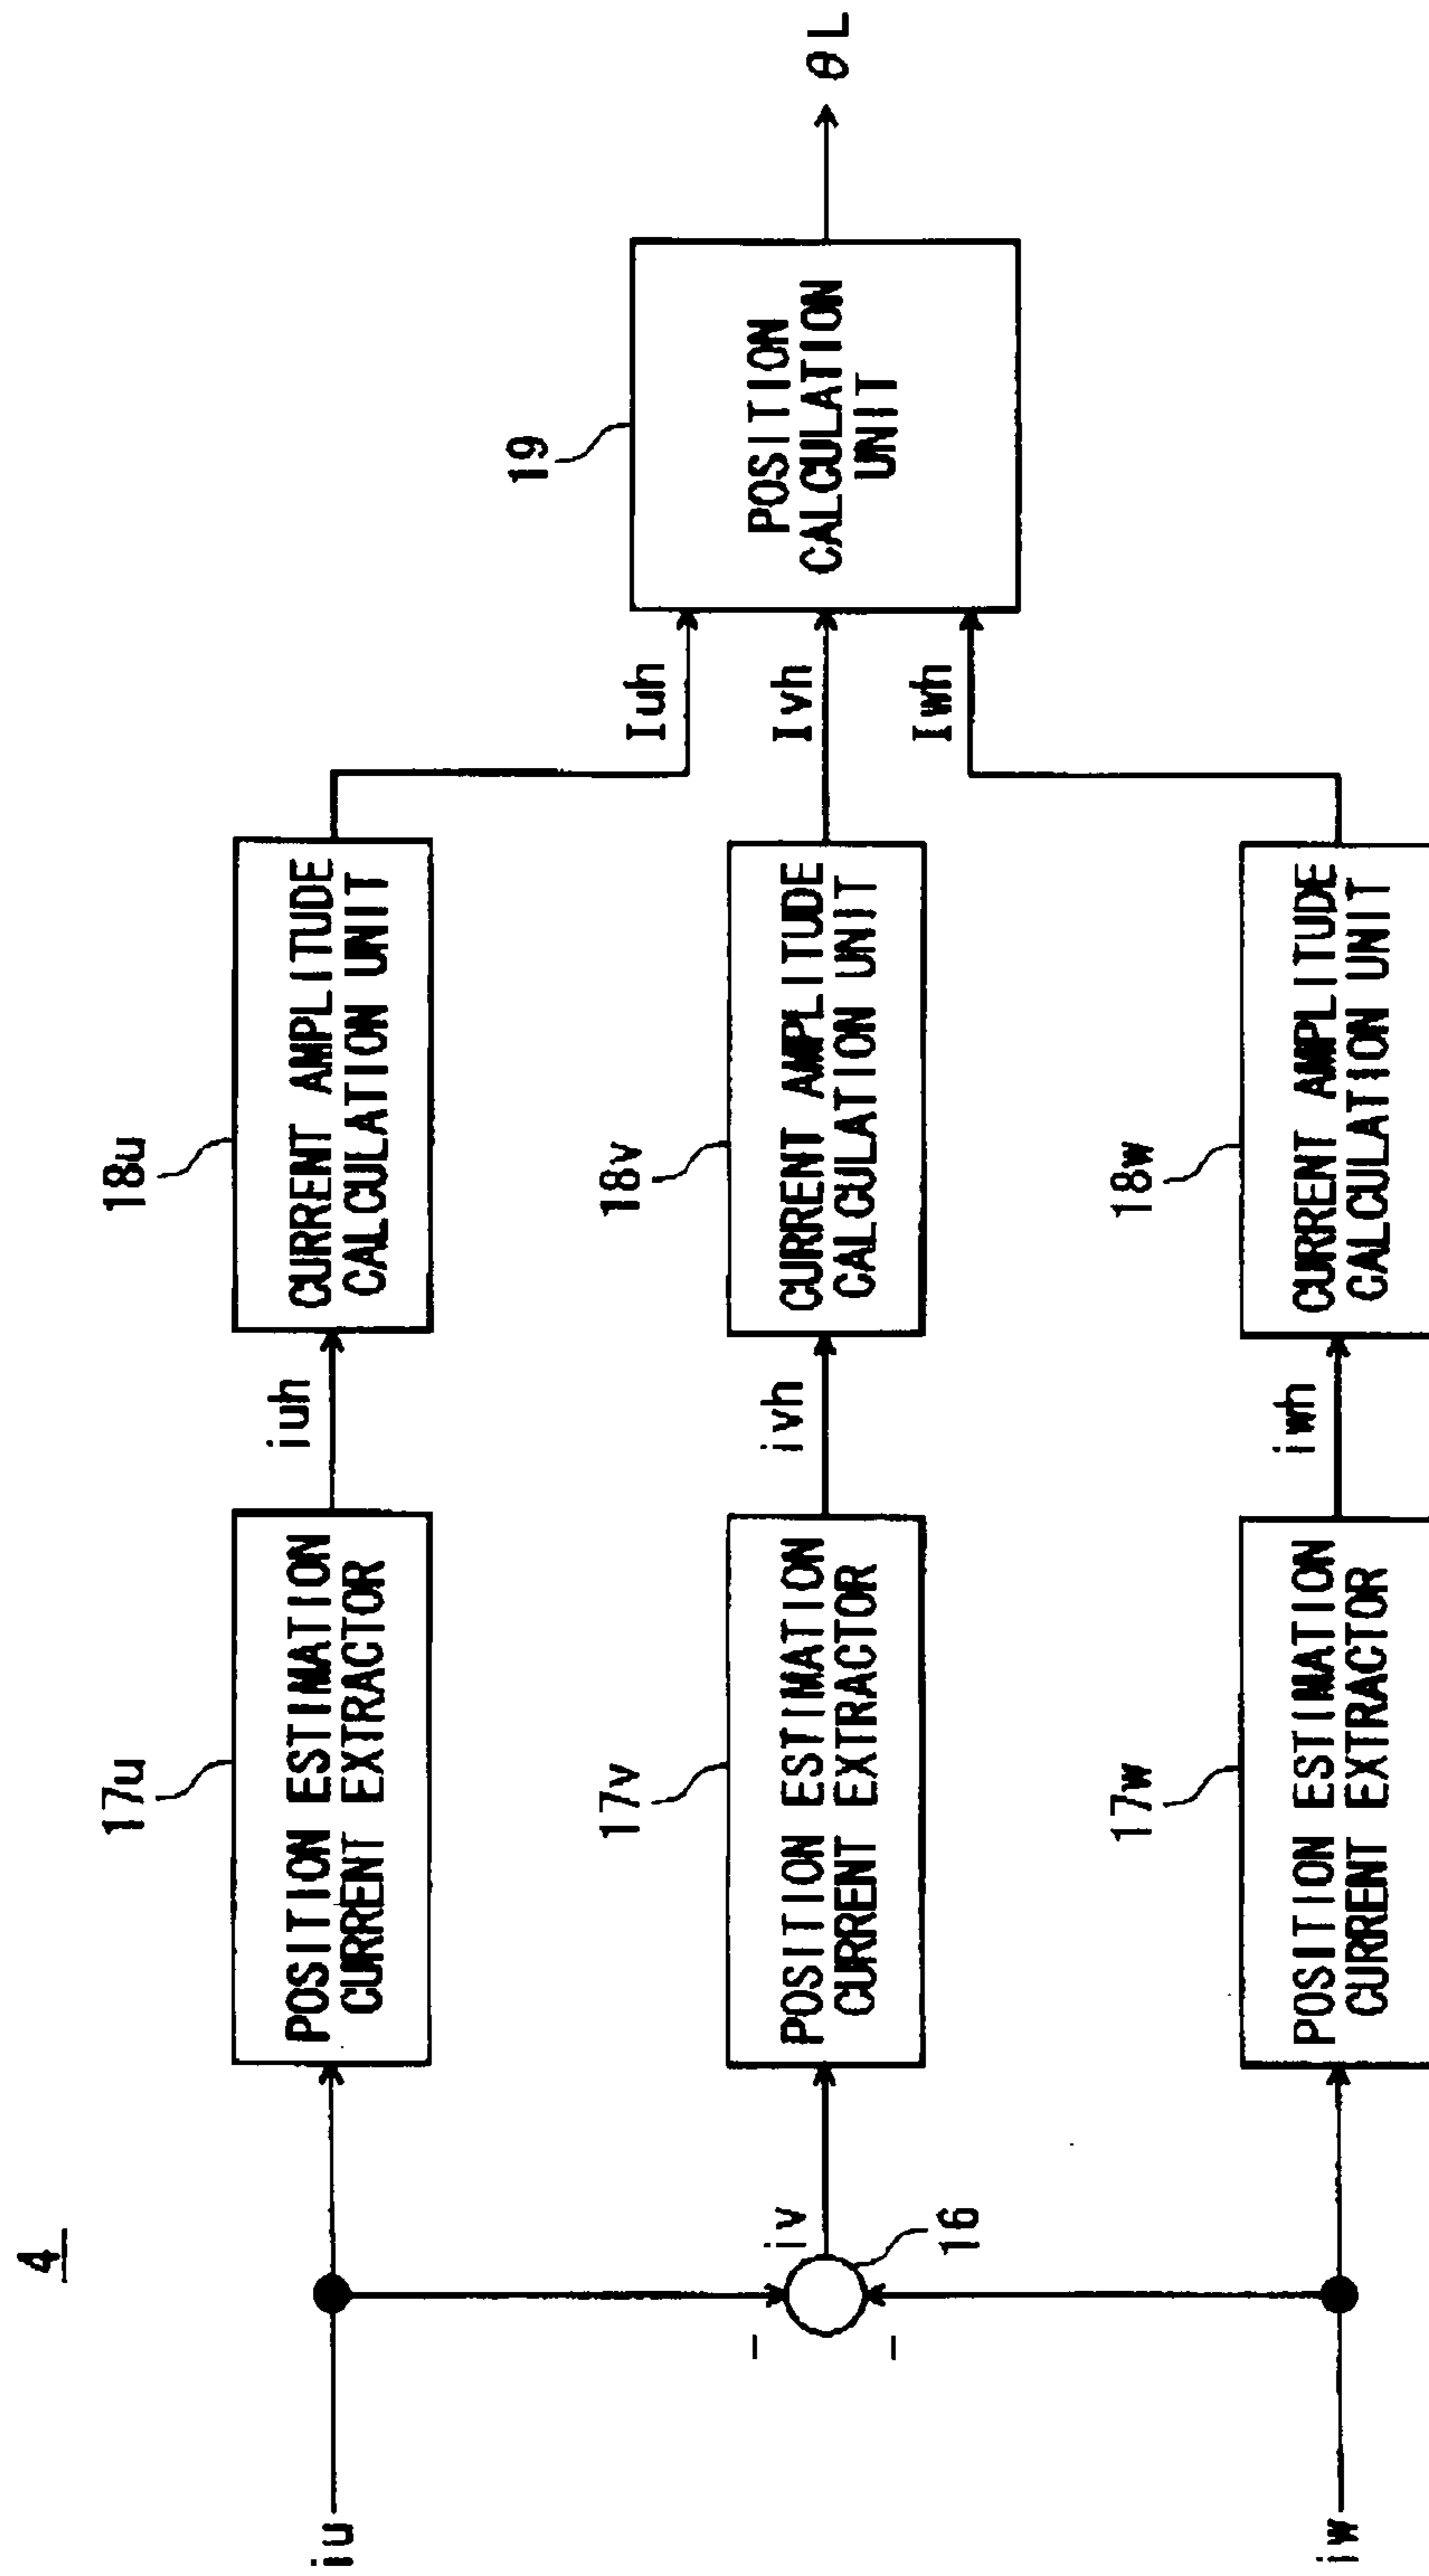 4
iu
iw
16
iv
17u
POSITION ESTIMATION
CURRENT EXTRACTOR
17v
POSITION ESTIMATION
CURRENT EXTRACTOR
17w
POSITION ESTIMATION
CURRENT EXTRACTOR
iuh
ivh
iwh
18u
CURRENT AMPLITUDE
CALCULATION UNIT
18v
CURRENT AMPLITUDE
CALCULATION UNIT
18w
CURRENT AMPLITUDE
CALCULATION UNIT
Iuh
Ivh
Iwh
19
POSITION
CALCULATION
UNIT
θL
−
−